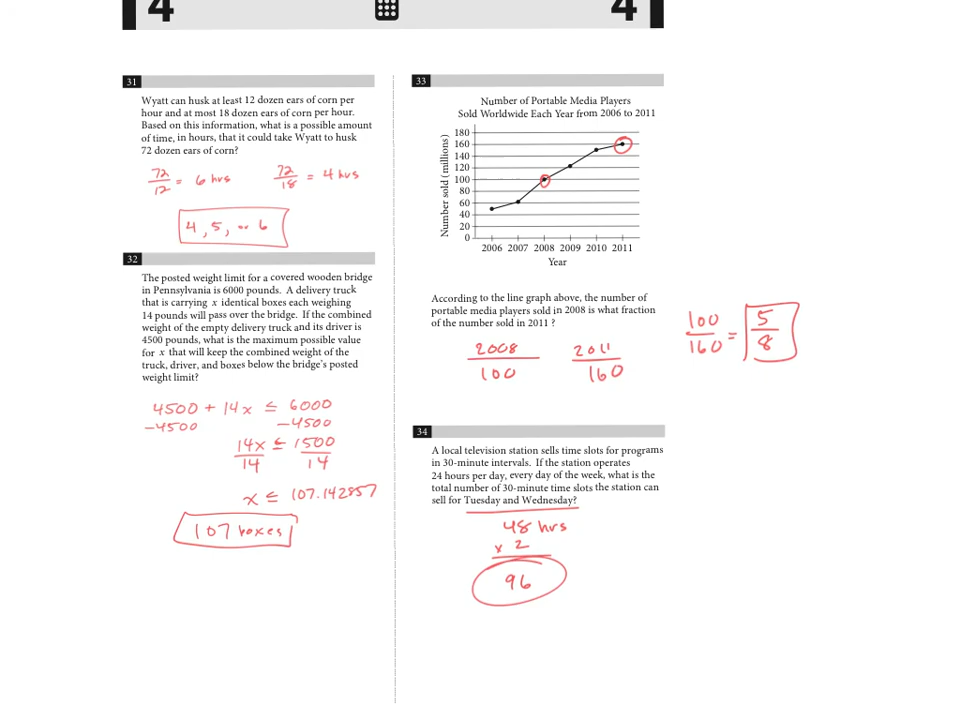 4
4
31
Wyatt can husk at least 12 dozen ears of corn per
hour and at most 18 dozen ears of corn per hour.
Based on this information, what is a possible amount
of time, in hours, that it could take Wyatt to husk
72 dozen ears of corn?
72/12 = 6 hrs
72/18 = 4 hrs
4, 5, or 6
32
The posted weight limit for a covered wooden bridge
in Pennsylvania is 6000 pounds. A delivery truck
that is carrying x identical boxes each weighing
14 pounds will pass over the bridge. If the combined
weight of the empty delivery truck and its driver is
4500 pounds, what is the maximum possible value
for x that will keep the combined weight of the
truck, driver, and boxes below the bridge's posted
weight limit?
4500 + 14x ≤ 6000
-4500 -4500
14x ≤ 1500
14 14
x ≤ 107.142857
107 boxes
33
Number of Portable Media Players
Sold Worldwide Each Year from 2006 to 2011
Number sold (millions)
180
160
140
120
100
80
60
40
20
0
2006 2007 2008 2009 2010 2011
Year
According to the line graph above, the number of
portable media players sold in 2008 is what fraction
of the number sold in 2011 ?
2008 2011
100 160
100/160 = 5/8
34
A local television station sells time slots for programs
in 30-minute intervals. If the station operates
24 hours per day, every day of the week, what is the
total number of 30-minute time slots the station can
sell for Tuesday and Wednesday?
48 hrs
x 2
96